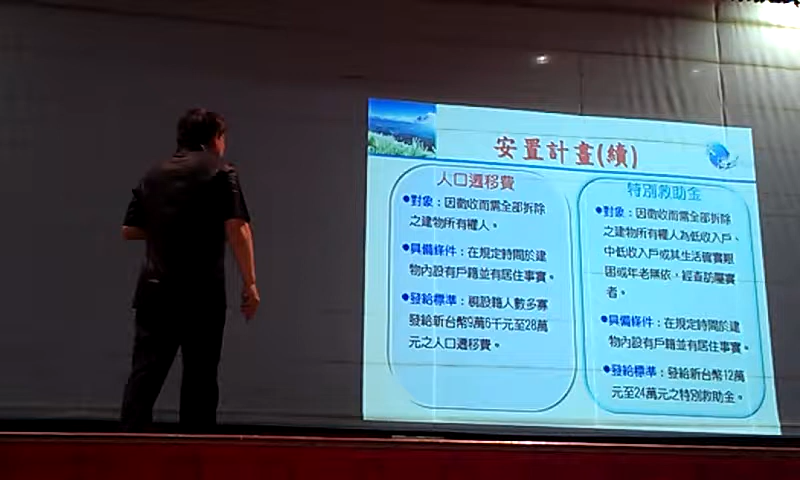 安置計畫(續)
人口遷移費
●對象：因徵收而需全部拆除
之建物所有權人。
●具備條件：在規定時間於建
物內設有戶籍並有居住事實。
●發給標準：視設籍人數多寡
發給新台幣9萬6千元至28萬
元之人口遷移費。
特別救助金
●對象：因徵收而需全部拆除
之建物所有權人為低收入戶、
中低收入戶或其生活確實艱
困或年老無依，經查訪屬實
者。
●具備條件：在規定時間於建
物內設有戶籍並有居住事實。
●發給標準：發給新台幣12萬
元至24萬元之特別救助金。